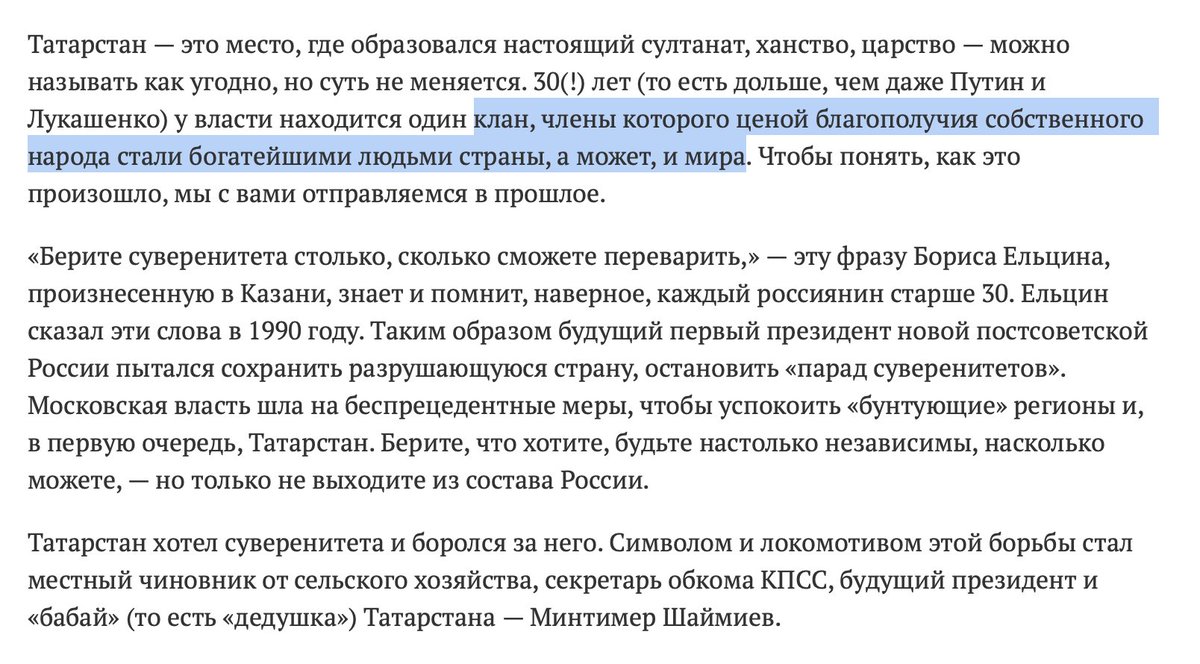 Татарстан — это место, где образовался настоящий султанат, ханство, царство — можно
называть как угодно, но суть не меняется. 30(!) лет (то есть дольше, чем даже Путин и
Лукашенко) у власти находится один клан, члены которого ценой благополучия собственного
народа стали богатейшими людьми страны, а может, и мира. Чтобы понять, как это
произошло, мы с вами отправляемся в прошлое.
«Берите суверенитета столько, сколько сможете переварить,» — эту фразу Бориса Ельцина,
произнесенную в Казани, знает и помнит, наверное, каждый россиянин старше 30. Ельцин
сказал эти слова в 1990 году. Таким образом будущий первый президент новой постсоветской
России пытался сохранить разрушающуюся страну, остановить «парад суверенитетов».
Московская власть шла на беспрецедентные меры, чтобы успокоить «бунтующие» регионы и,
в первую очередь, Татарстан. Берите, что хотите, будьте настолько независимы, насколько
можете, — но только не выходите из состава России.
Татарстан хотел суверенитета и боролся за него. Символом и локомотивом этой борьбы стал
местный чиновник от сельского хозяйства, секретарь обкома КПСС, будущий президент и
«бабай» (то есть «дедушка») Татарстана — Минтимер Шаймиев.